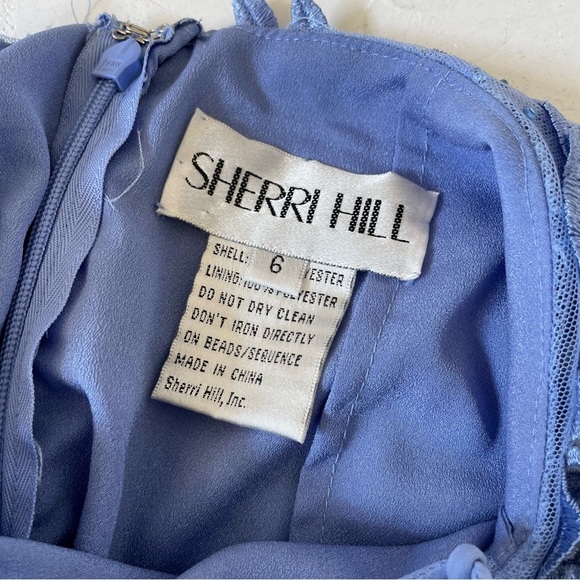 SHERRI HILL
SHELL: 6 YESTER
LINING: 100% POLYESTER
DO NOT DRY CLEAN
DON'T IRON DIRECTLY
ON BEADS/SEQUENCE
MADE IN CHINA
Sherri Hill, Inc.